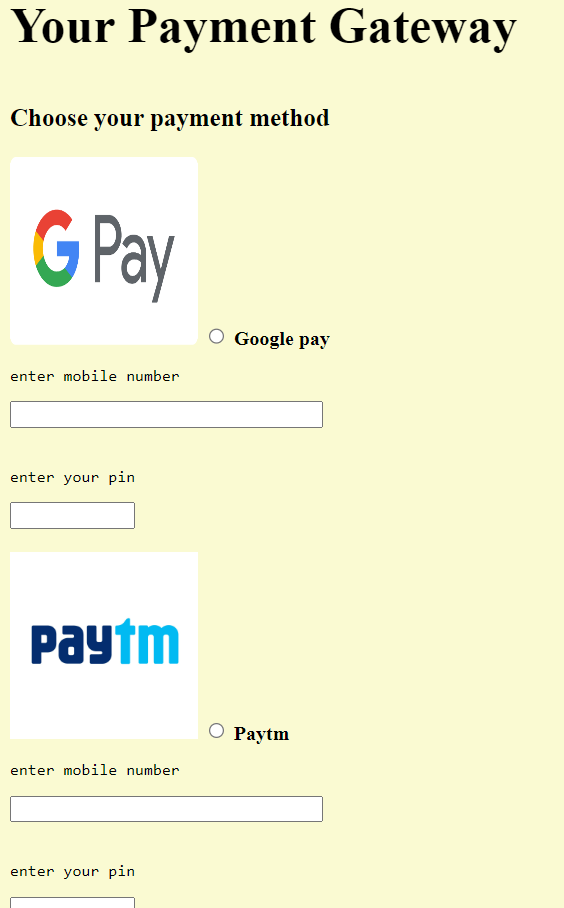 Your Payment Gateway
Choose your payment method
G Pay
Google pay
enter mobile number
enter your pin
paytm
Paytm
enter mobile number
enter your pin